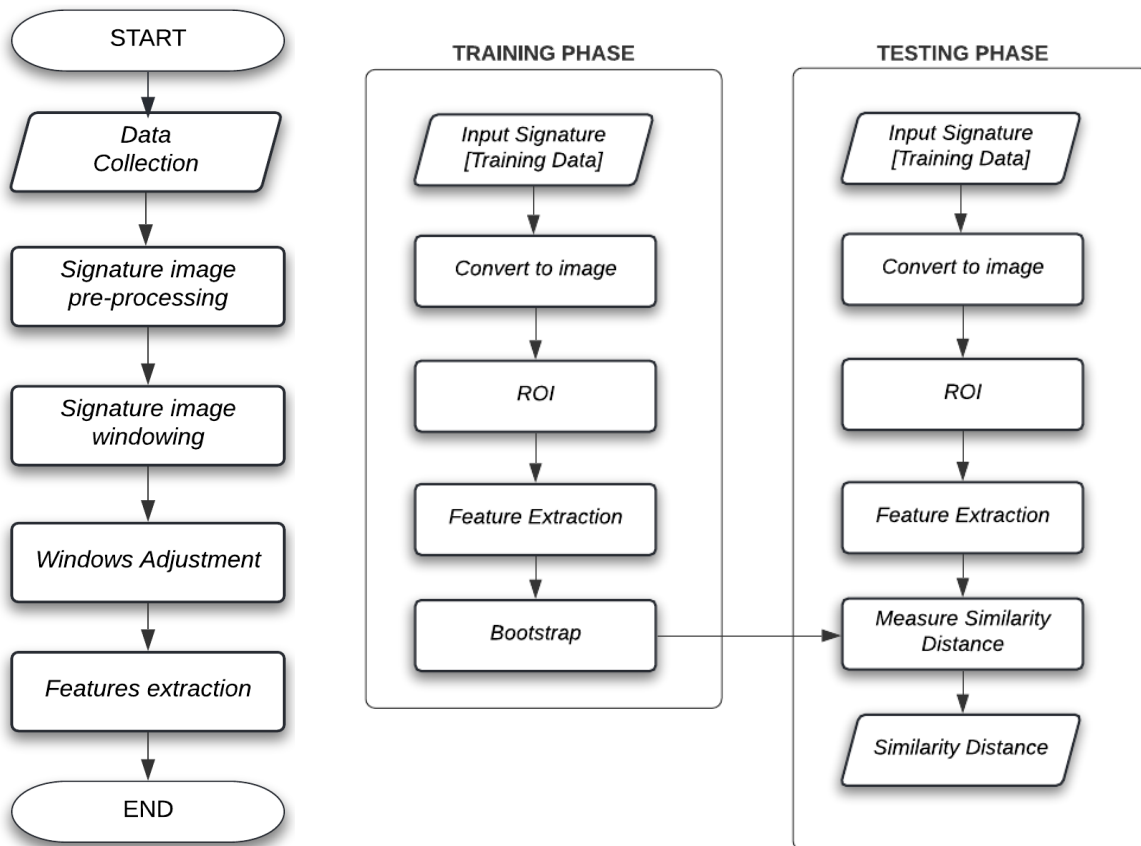 START
Data
Collection
Signature image
pre-processing
Signature image
windowing
Windows Adjustment
Features extraction
END
TRAINING PHASE
Input Signature
[Training Data]
Convert to image
ROI
Feature Extraction
Bootstrap
TESTING PHASE
Input Signature
[Training Data]
Convert to image
ROI
Feature Extraction
Measure Similarity
Distance
Similarity Distance